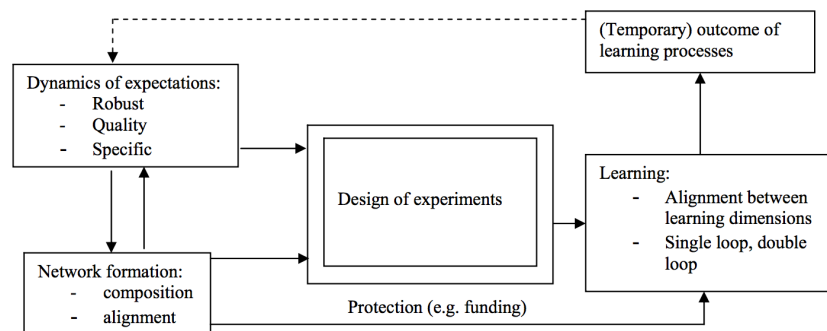 (Temporary) outcome of
learning processes
Dynamics of expectations:
- Robust
- Quality
- Specific
Design of experiments
Learning:
- Alignment between
learning dimensions
- Single loop, double
loop
Network formation:
- composition
- alignment
Protection (e.g. funding)